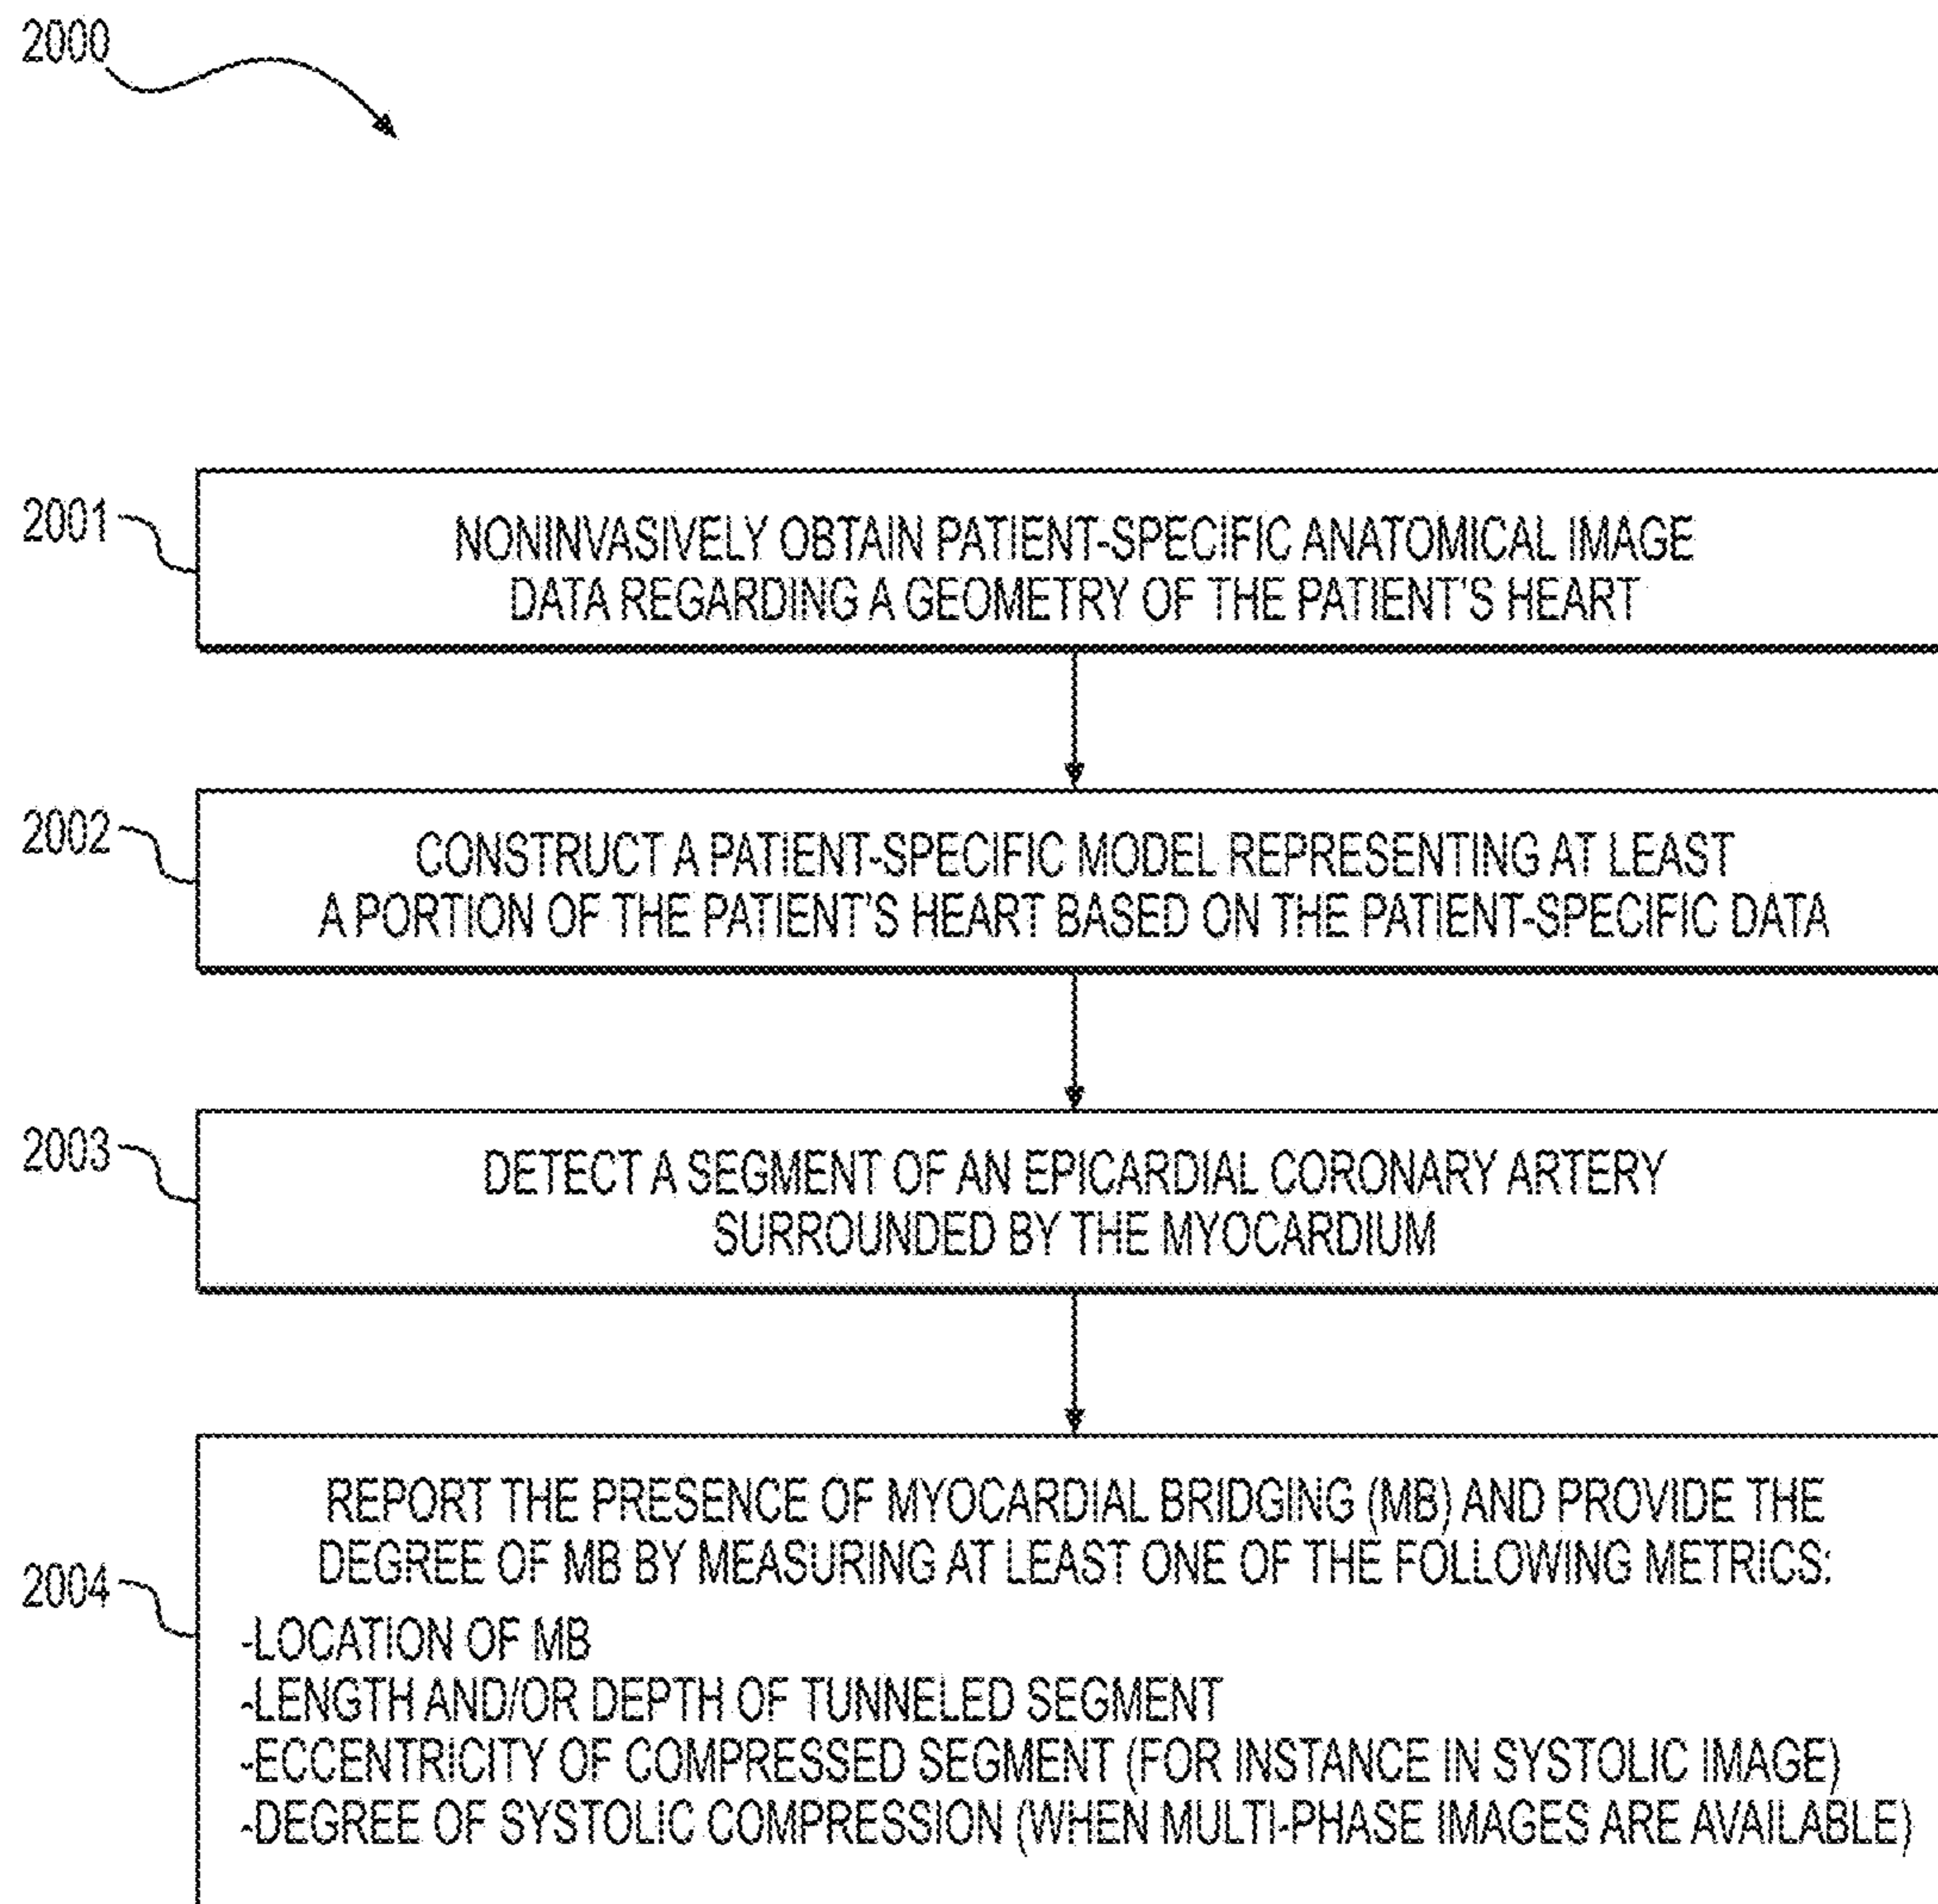 2000
2001
NONINVASIVELY OBTAIN PATIENT-SPECIFIC ANATOMICAL IMAGE
DATA REGARDING A GEOMETRY OF THE PATIENT'S HEART
2002
CONSTRUCT A PATIENT-SPECIFIC MODEL REPRESENTING AT LEAST
A PORTION OF THE PATIENT'S HEART BASED ON THE PATIENT-SPECIFIC DATA
2003
DETECT A SEGMENT OF AN EPICARDIAL CORONARY ARTERY
SURROUNDED BY THE MYOCARDIUM
2004
REPORT THE PRESENCE OF MYOCARDIAL BRIDGING (MB) AND PROVIDE THE
DEGREE OF MB BY MEASURING AT LEAST ONE OF THE FOLLOWING METRICS:
-LOCATION OF MB
-LENGTH AND/OR DEPTH OF TUNNELED SEGMENT
-ECCENTRICITY OF COMPRESSED SEGMENT (FOR INSTANCE IN SYSTOLIC IMAGE)
-DEGREE OF SYSTOLIC COMPRESSION (WHEN MULTI-PHASE IMAGES ARE AVAILABLE)